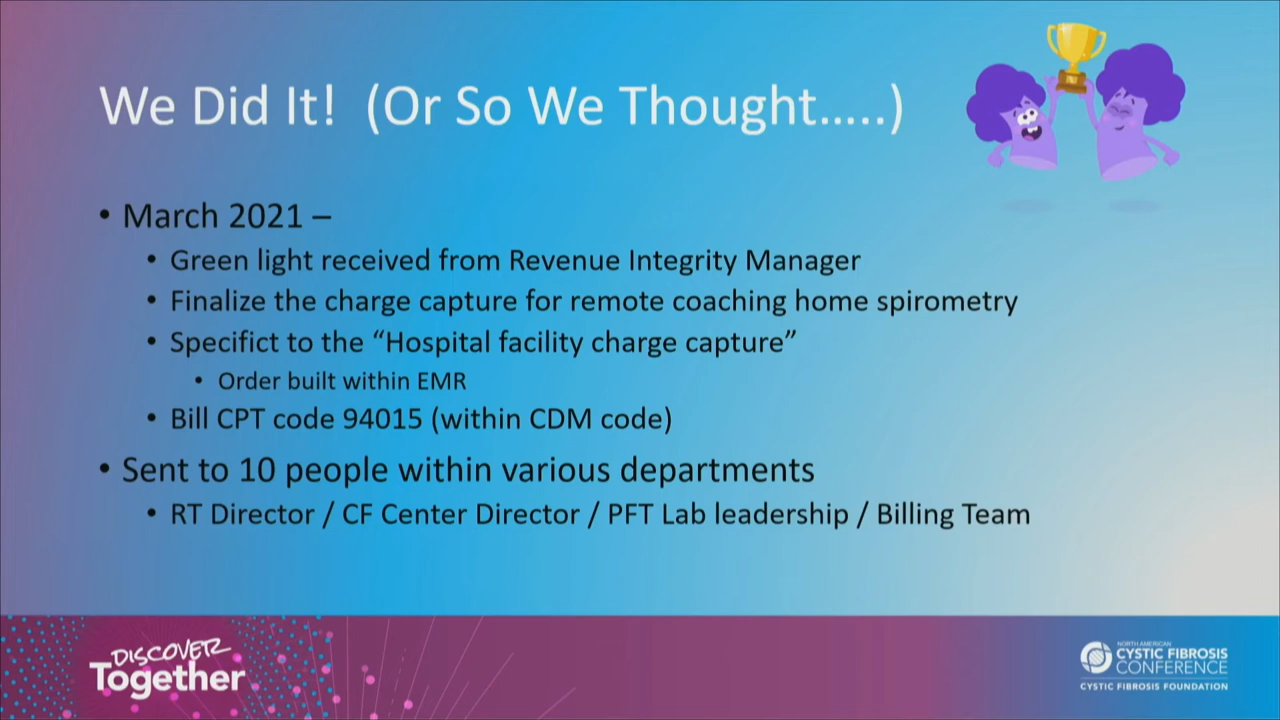 We Did It! (Or So We Thought.....)
• March 2021 –
• Green light received from Revenue Integrity Manager
• Finalize the charge capture for remote coaching home spirometry
• Specifict to the “Hospital facility charge capture”
• Order built within EMR
• Bill CPT code 94015 (within CDM code)
• Sent to 10 people within various departments
• RT Director / CF Center Director / PFT Lab leadership / Billing Team
DISCOVER
Together
NORTH AMERICAN
CYSTIC FIBROSIS
CONFERENCE
CYSTIC FIBROSIS FOUNDATION